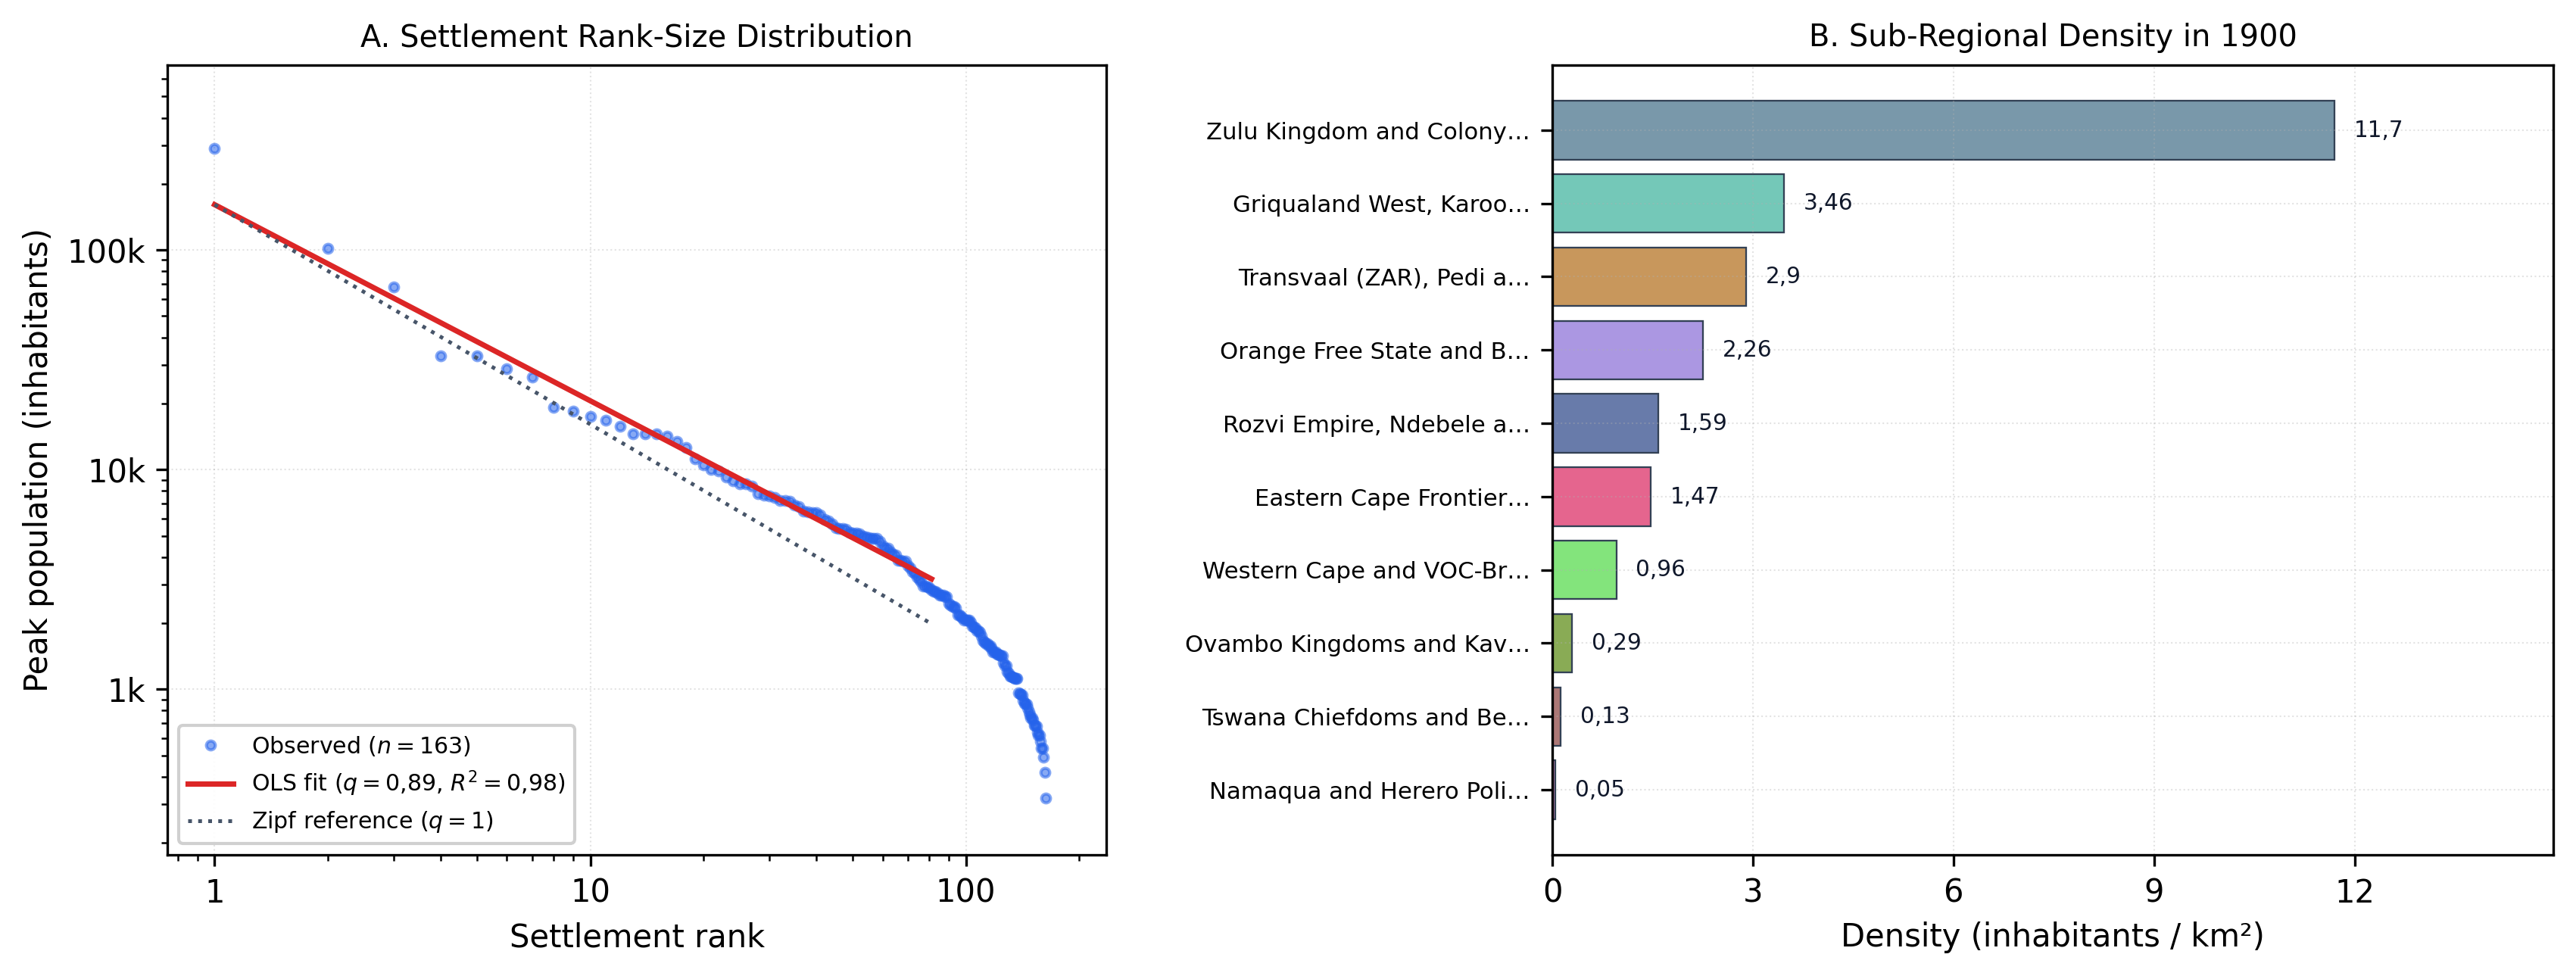 A. Settlement Rank-Size Distribution
Peak population (inhabitants)
100k
10k
1k
Observed (n = 163)
OLS fit (q = 0,89, R² = 0,98)
Zipf reference (q = 1)
1 10 100
Settlement rank
B. Sub-Regional Density in 1900
Zulu Kingdom and Colony... 11,7
Griqualand West, Karoo... 3,46
Transvaal (ZAR), Pedi a... 2,9
Orange Free State and B... 2,26
Rozvi Empire, Ndebele a... 1,59
Eastern Cape Frontier... 1,47
Western Cape and VOC-Br... 0,96
Ovambo Kingdoms and Kav... 0,29
Tswana Chiefdoms and Be... 0,13
Namaqua and Herero Poli... 0,05
0 3 6 9 12
Density (inhabitants / km²)